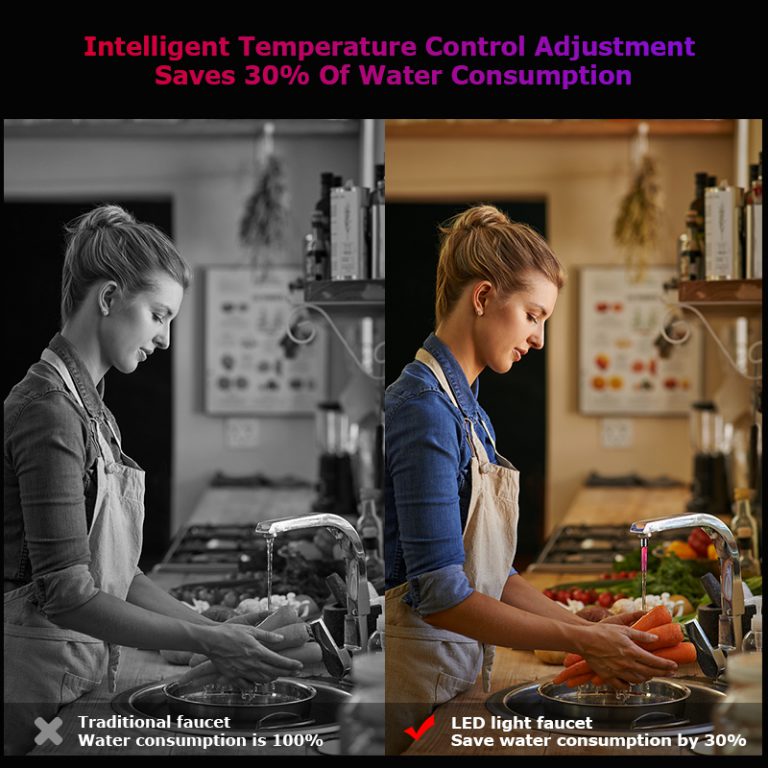 Intelligent Temperature Control Adjustment
Saves 30% Of Water Consumption
Traditional faucet
Water consumption is 100%
LED light faucet
Save water consumption by 30%